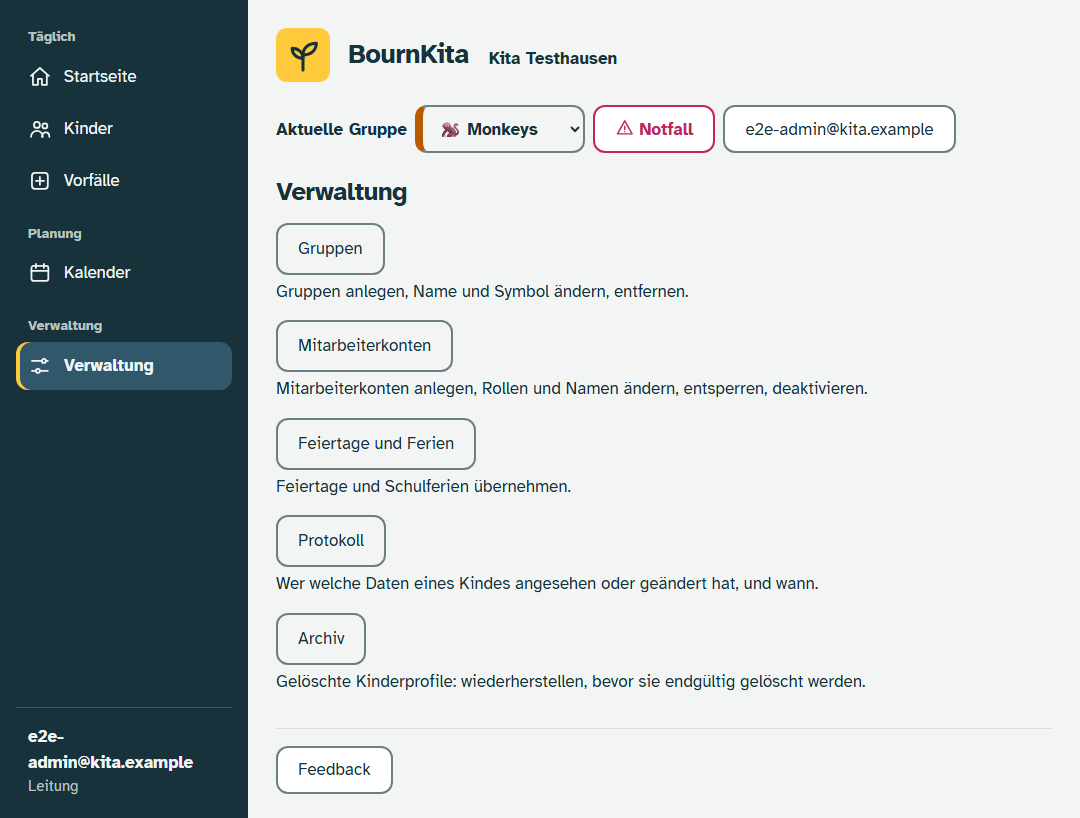 Täglich
Startseite
Kinder
Vorfälle
Planung
Kalender
Verwaltung
Verwaltung
e2e-
admin@kita.example
Leitung
BournKita Kita Testhausen
Aktuelle Gruppe Monkeys Notfall e2e-admin@kita.example
Verwaltung
Gruppen
Gruppen anlegen, Name und Symbol ändern, entfernen.
Mitarbeiterkonten
Mitarbeiterkonten anlegen, Rollen und Namen ändern, entsperren, deaktivieren.
Feiertage und Ferien
Feiertage und Schulferien übernehmen.
Protokoll
Wer welche Daten eines Kindes angesehen oder geändert hat, und wann.
Archiv
Gelöschte Kinderprofile: wiederherstellen, bevor sie endgültig gelöscht werden.
Feedback